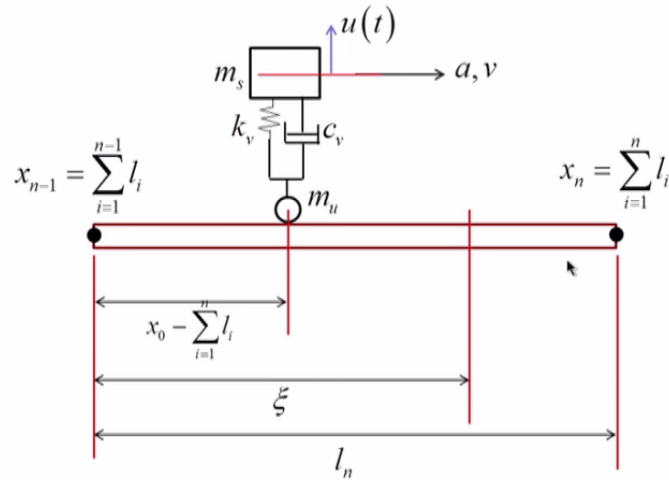 u(t)
m_s
a, v
k_v
c_v
x_{n-1} = \sum_{i=1}^{n-1} l_i
x_n = \sum_{i=1}^{n} l_i
m_u
x_0 - \sum_{i=1}^{n} l_i
ξ
l_n